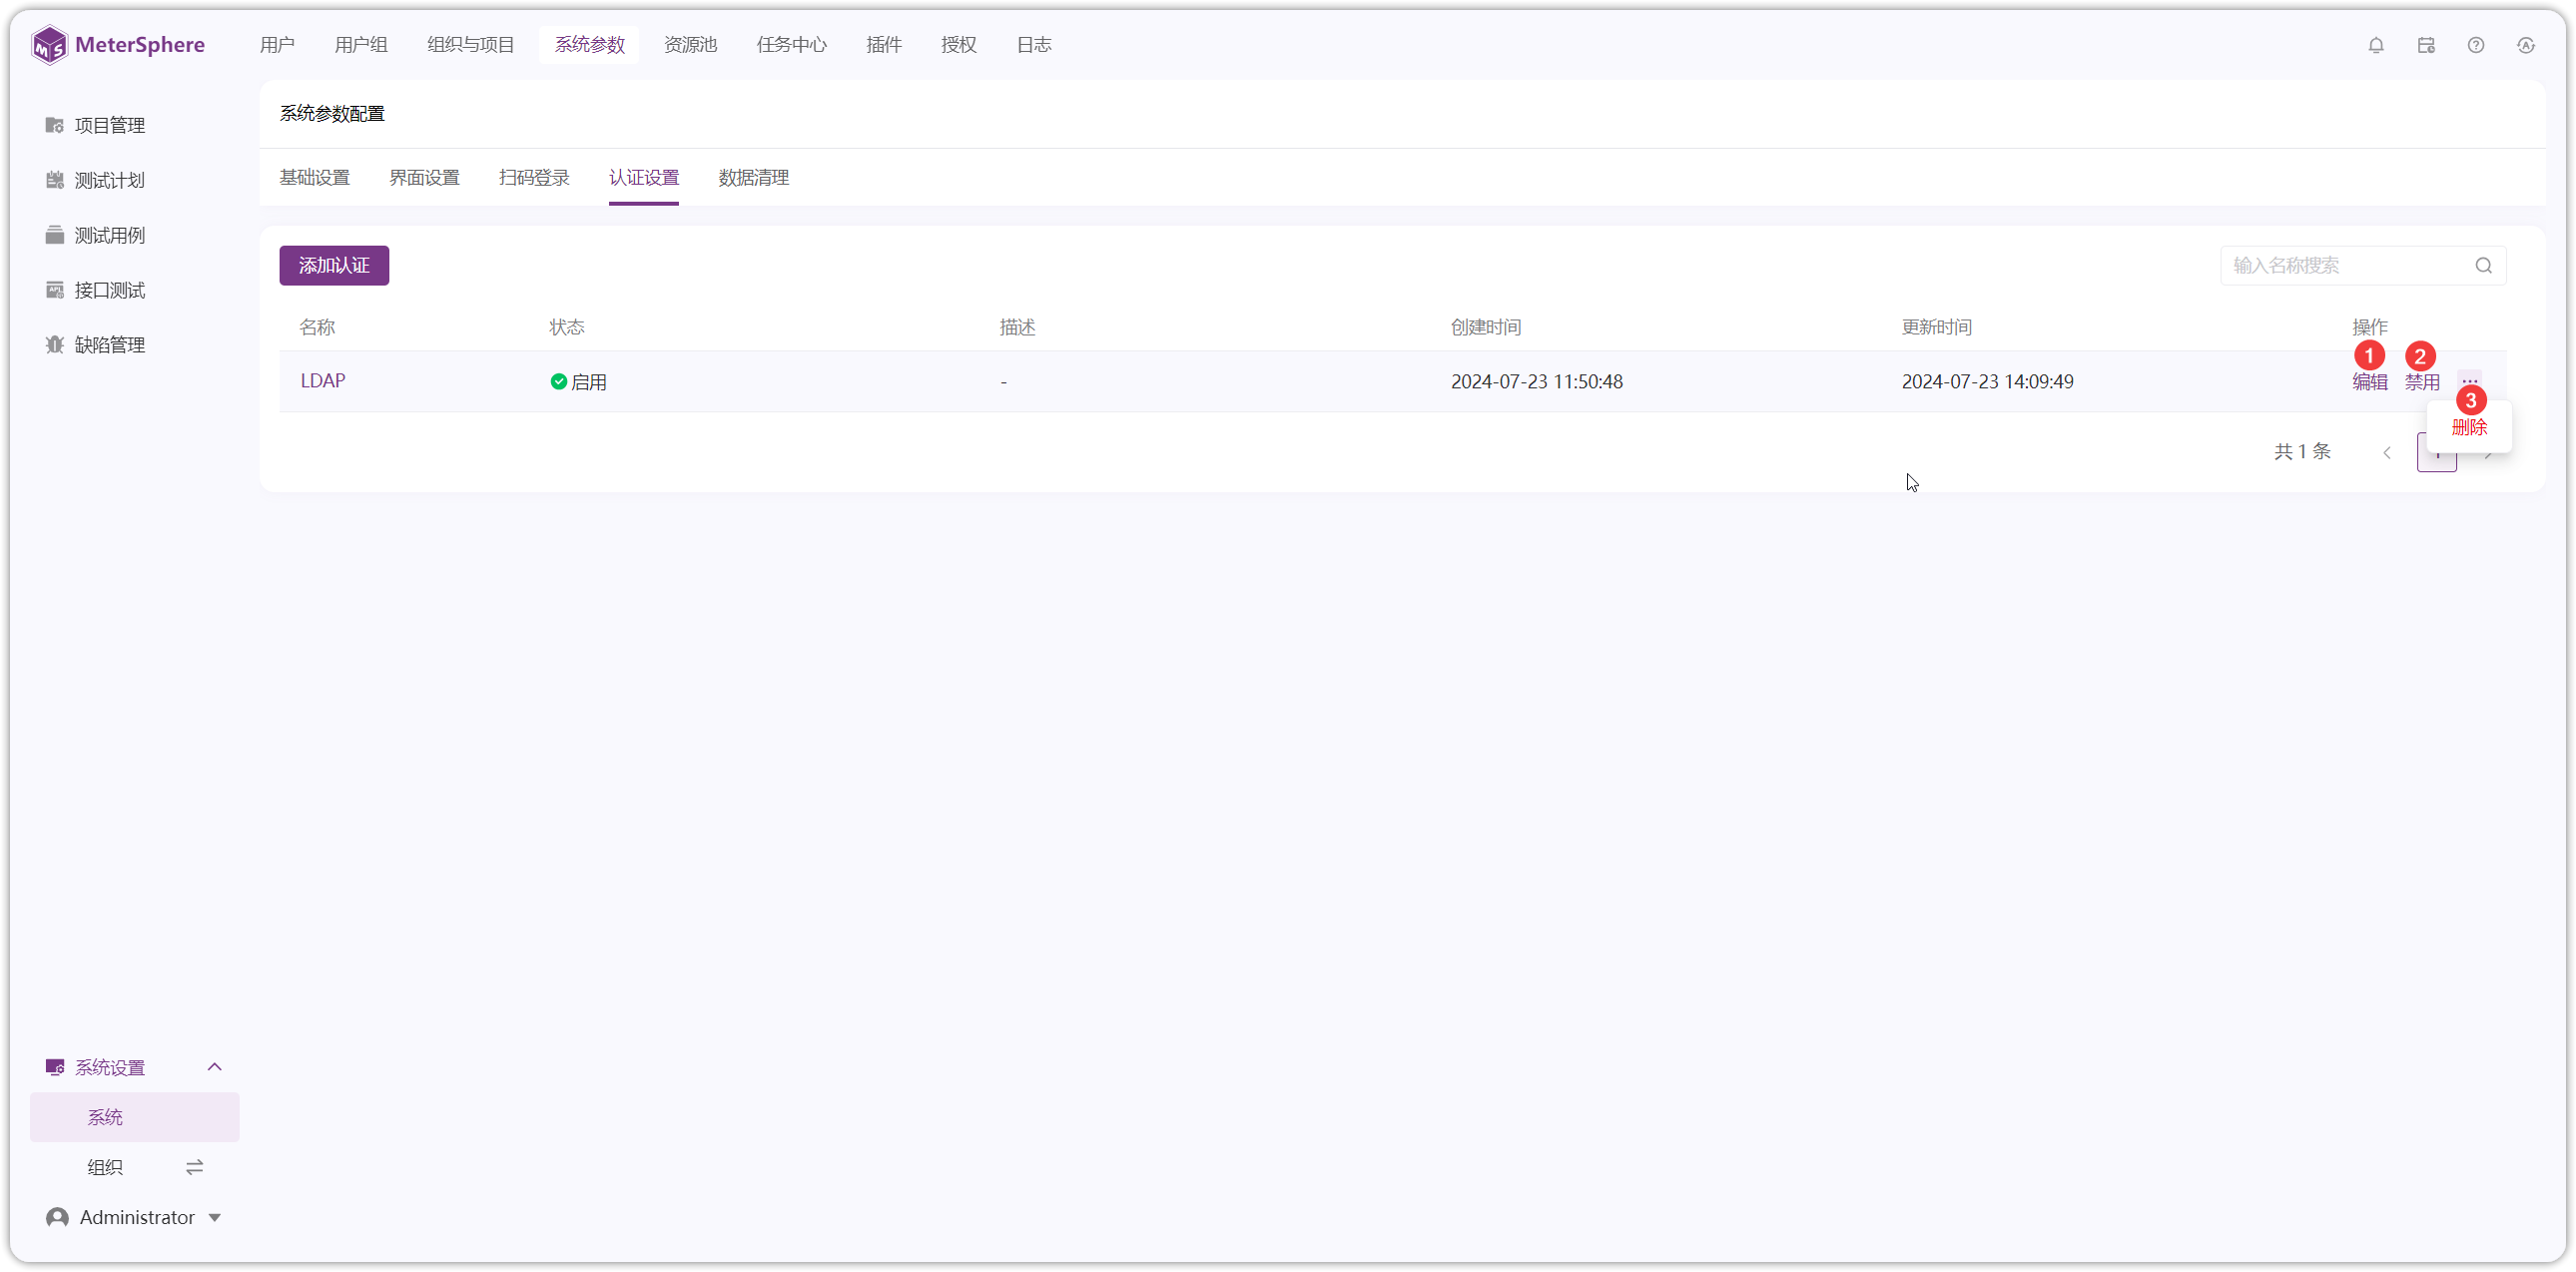 MeterSphere
用户 用户组 组织与项目 系统参数 资源池 任务中心 插件 授权 日志
项目管理
测试计划
测试用例
接口测试
缺陷管理
系统参数配置
基础设置 界面设置 扫码登录 认证设置 数据清理
添加认证
输入名称搜索
名称 状态 描述 创建时间 更新时间 操作
1 2
LDAP 启用 - 2024-07-23 11:50:48 2024-07-23 14:09:49 编辑 禁用 ...
3
删除
共 1 条
系统设置
系统
组织
Administrator